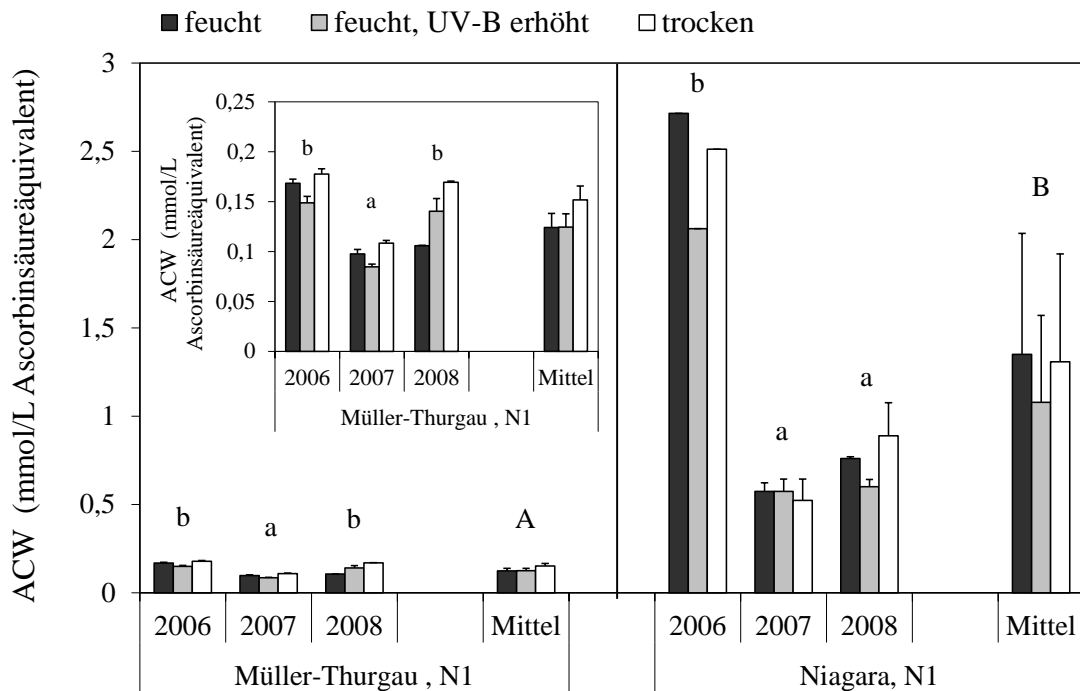 feucht feucht, UV-B erhöht trocken
ACW (mmol/L Ascorbinsäureäquivalent)
3
2,5
2
1,5
1
0,5
0
ACW (mmol/L
Ascorbinsäureäquivalent)
0,25
0,2
0,15
0,1
0,05
0
b
a
b
2006 2007 2008 Mittel
Müller-Thurgau , N1
b
a
b
A
b
a
a
B
2006 2007 2008 Mittel
Müller-Thurgau , N1
2006 2007 2008 Mittel
Niagara, N1